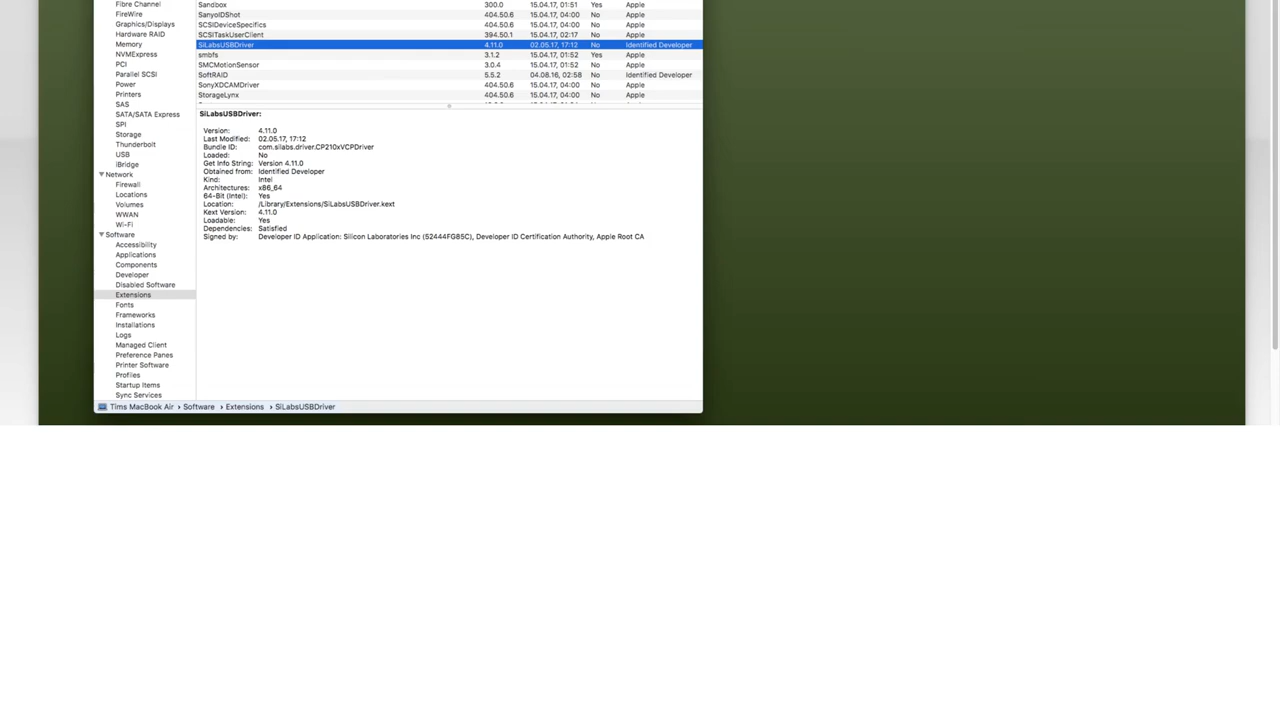 Fibre Channel
FireWire
Graphics/Displays
Hardware RAID
Memory
NVMExpress
PCI
Parallel SCSI
Power
Printers
SAS
SATA/SATA Express
SPI
Storage
Thunderbolt
USB
iBridge
Network
Firewall
Locations
Volumes
WWAN
Wi-Fi
Software
Accessibility
Applications
Components
Developer
Disabled Software
Extensions
Fonts
Frameworks
Installations
Logs
Managed Client
Preference Panes
Printer Software
Profiles
Startup Items
Sync Services
Sandbox 300.0 15.04.17, 01:51 Yes Apple
SanyoIDShot 404.50.6 15.04.17, 04:00 No Apple
SCSIDeviceSpecifics 404.50.6 15.04.17, 04:00 No Apple
SCSITaskUserClient 394.50.1 15.04.17, 02:17 No Apple
SiLabsUSBDriver 4.11.0 02.05.17, 17:12 No Identified Developer
smbfs 3.1.2 15.04.17, 01:52 Yes Apple
SMCMotionSensor 3.0.4 15.04.17, 01:52 No Apple
SoftRAID 5.5.2 04.08.16, 02:58 No Identified Developer
SonyXDCAMDriver 404.50.6 15.04.17, 04:00 No Apple
StorageLynx 404.50.6 15.04.17, 04:00 No Apple
SiLabsUSBDriver:
Version: 4.11.0
Last Modified: 02.05.17, 17:12
Bundle ID: com.silabs.driver.CP210xVCPDriver
Loaded: No
Get Info String: Version 4.11.0
Obtained from: Identified Developer
Kind: Intel
Architectures: x86_64
64-Bit (Intel): Yes
Location: /Library/Extensions/SiLabsUSBDriver.kext
Kext Version: 4.11.0
Loadable: Yes
Dependencies: Satisfied
Signed by: Developer ID Application: Silicon Laboratories Inc (52444FG85C), Developer ID Certification Authority, Apple Root CA
Tims MacBook Air › Software › Extensions › SiLabsUSBDriver